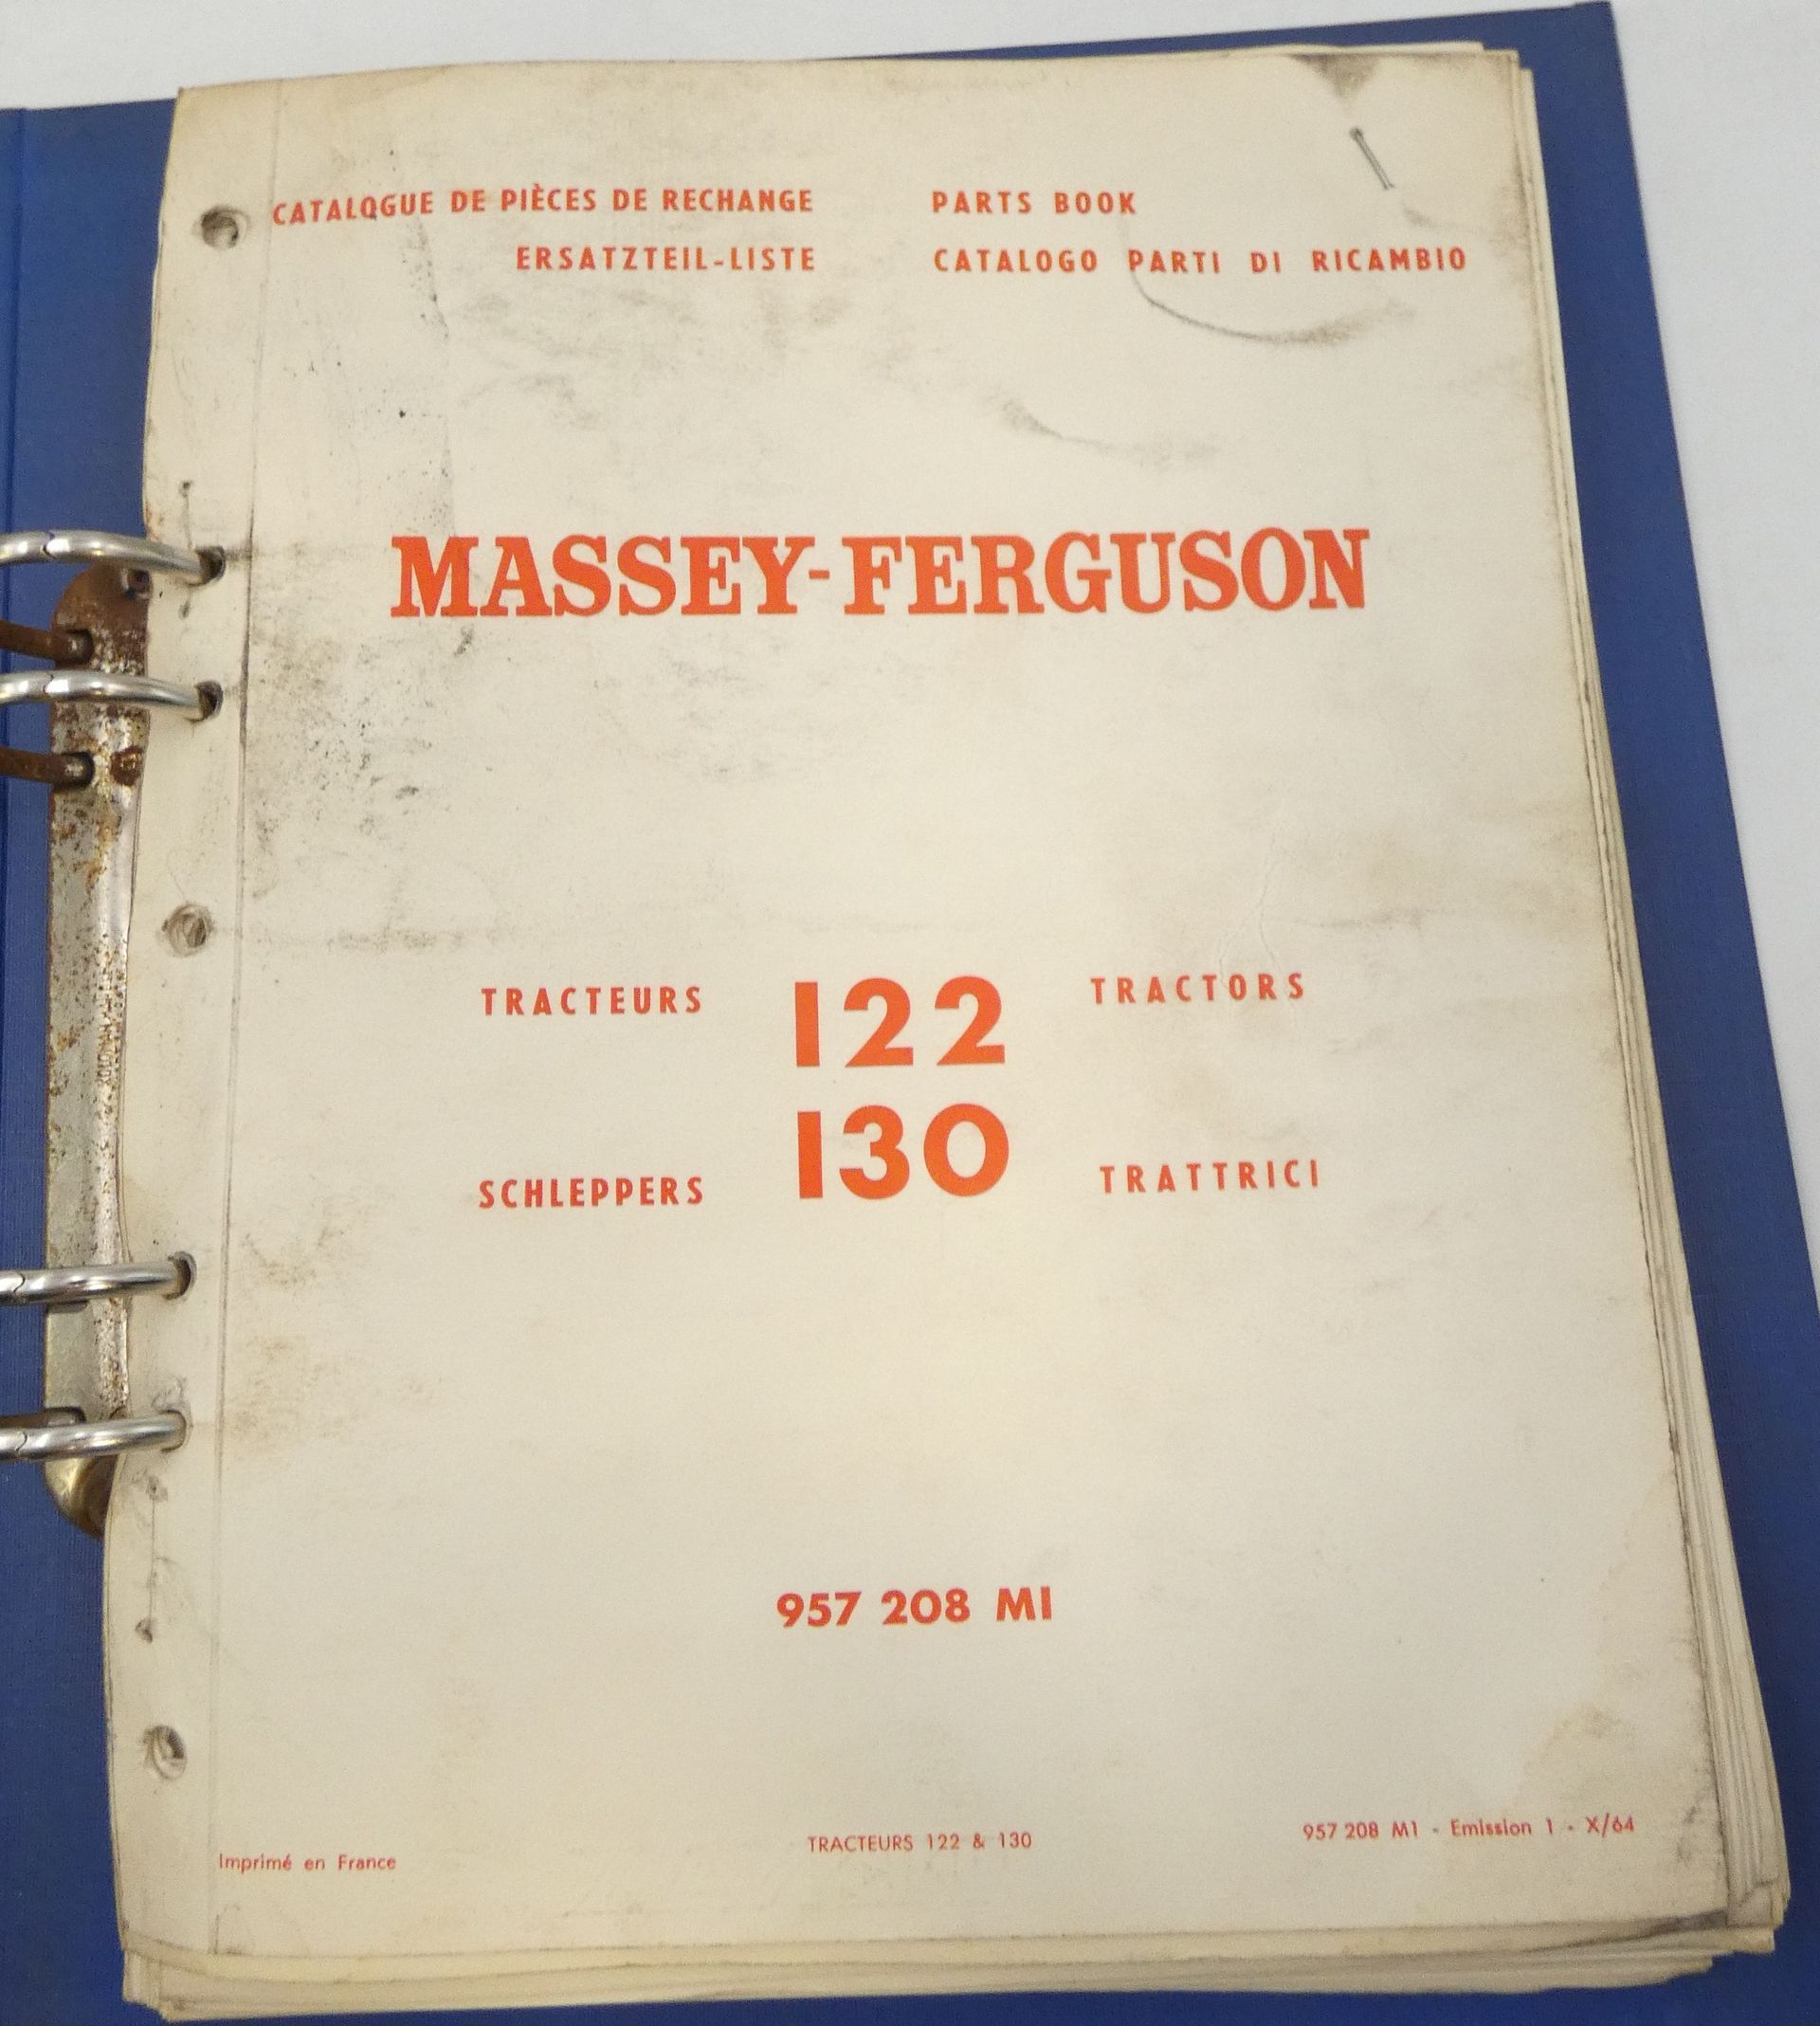 CATALOGUE DE PIÈCES DE RECHANGE
PARTS BOOK
ERSATZTEIL-LISTE
CATALOGO PARTI DI RICAMBIO
MASSEY-FERGUSON
TRACTEURS
122
TRACTORS
130
SCHLEPPERS
TRATTRICI
957 208 M1
Imprimé en France
TRACTEURS 122 & 130
957 208 M1 - Emission 1 - X/64